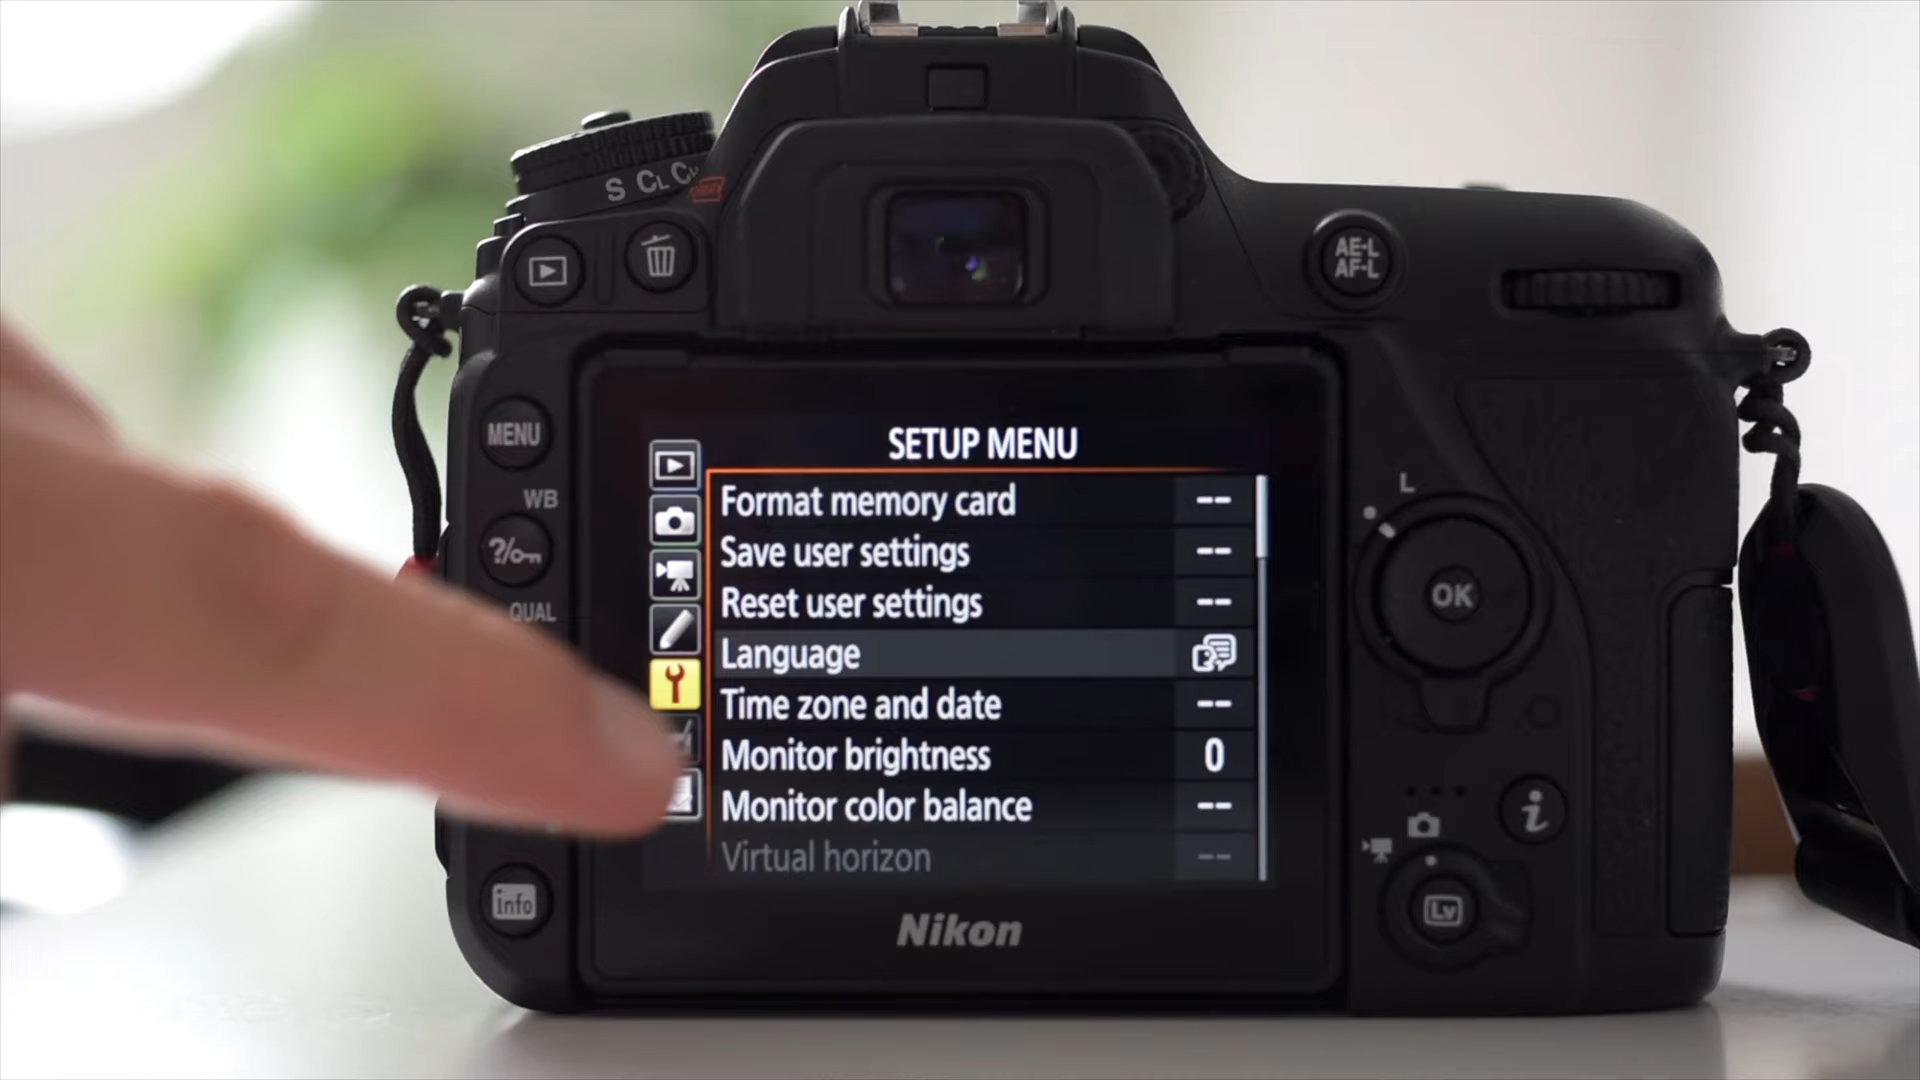 S CL CH
AE-L
AF-L
MENU
WB
?
QUAL
info
SETUP MENU
Format memory card --
Save user settings --
Reset user settings --
Language
Time zone and date --
Monitor brightness 0
Monitor color balance --
Virtual horizon --
Nikon
L
OK
i
Lv